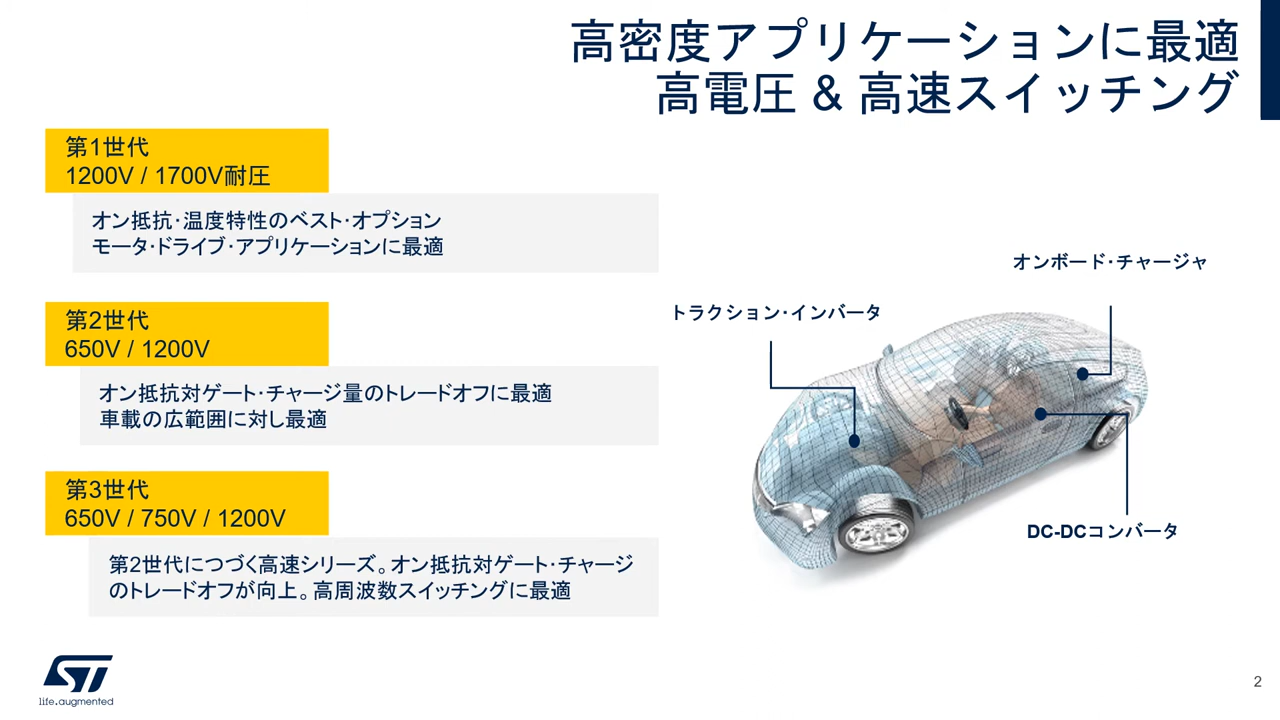 高密度アプリケーションに最適
高電圧 & 高速スイッチング
第1世代
1200V / 1700V耐圧
オン抵抗･温度特性のベスト･オプション
モータ･ドライブ･アプリケーションに最適
第2世代
650V / 1200V
オン抵抗対ゲート･チャージ量のトレードオフに最適
車載の広範囲に対し最適
第3世代
650V / 750V / 1200V
第2世代につづく高速シリーズ。オン抵抗対ゲート･チャージ
のトレードオフが向上。高周波数スイッチングに最適
オンボード･チャージャ
トラクション･インバータ
DC-DCコンバータ
ST
life.augmented
2